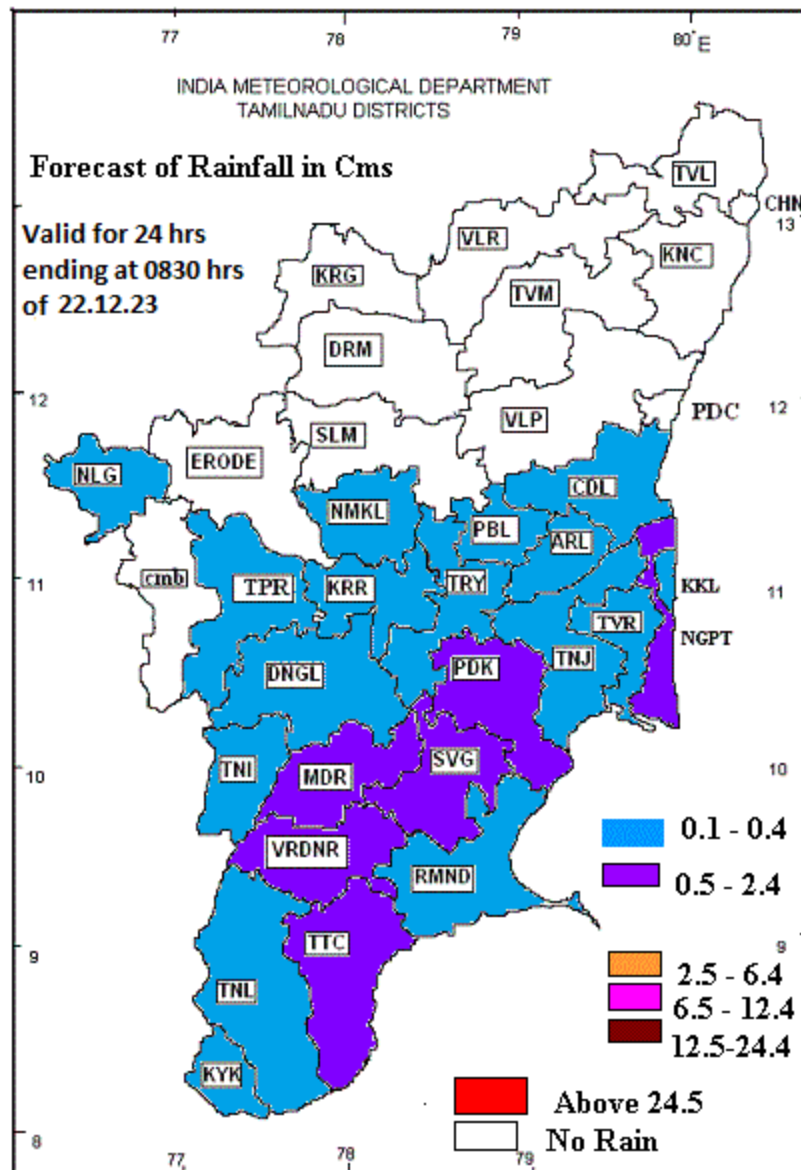 77 78 79 80° E
INDIA METEOROLOGICAL DEPARTMENT
TAMILNADU DISTRICTS
Forecast of Rainfall in Cms
Valid for 24 hrs
ending at 0830 hrs
of 22.12.23
TVL
CHN
13
VLR
KNC
KRG
TVM
DRM
12
PDC
12
VLP
SLM
ERODE
NLG
CDL
NMKL
PBL
ARL
11
cmb
TPR
KRR
TRY
KKL
11
TVR
NGPT
DNGL
PDK
TNJ
10
TNI
MDR
SVG
10
0.1 - 0.4
VRDNR
RMND
0.5 - 2.4
9
TTC
9
2.5 - 6.4
TNL
6.5 - 12.4
12.5-24.4
KYK
Above 24.5
8
No Rain
77 78 79